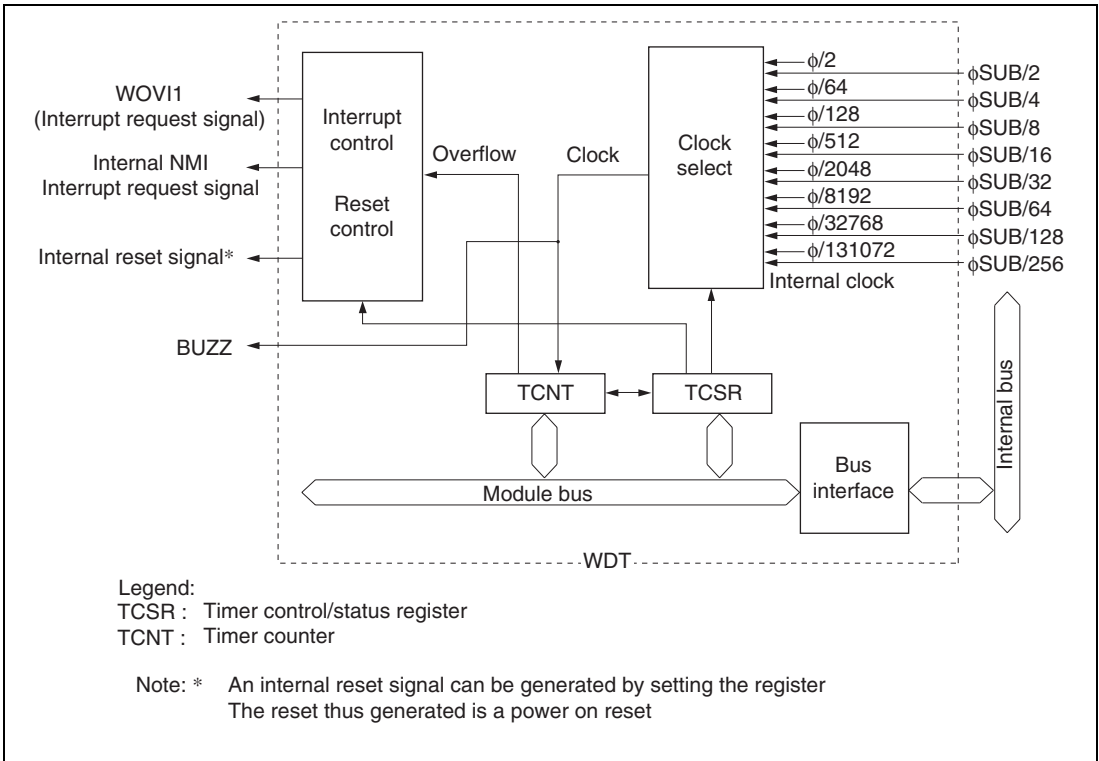 WOVI1
(Interrupt request signal)
Internal NMI
Interrupt request signal
Internal reset signal*
BUZZ
Interrupt
control
Reset
control
Overflow
Clock
Clock
select
ϕ/2
ϕ/64
ϕ/128
ϕ/512
ϕ/2048
ϕ/8192
ϕ/32768
ϕ/131072
Internal clock
ϕSUB/2
ϕSUB/4
ϕSUB/8
ϕSUB/16
ϕSUB/32
ϕSUB/64
ϕSUB/128
ϕSUB/256
TCNT
TCSR
Module bus
Bus
interface
Internal bus
WDT
Legend:
TCSR : Timer control/status register
TCNT : Timer counter
Note: * An internal reset signal can be generated by setting the register
The reset thus generated is a power on reset